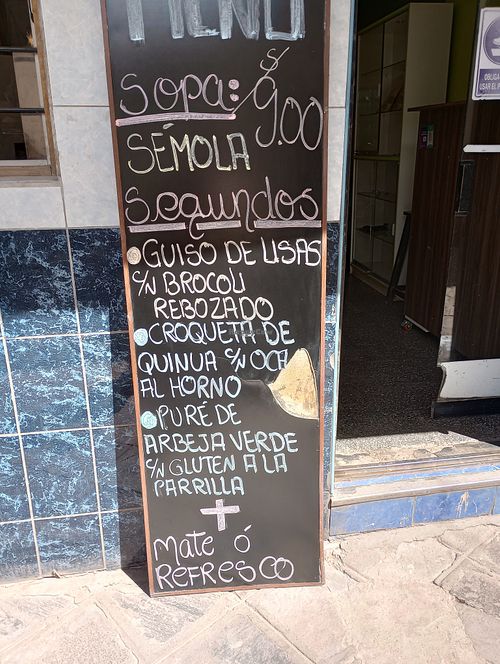 MENU
Sopa: S/ 9.00
SÉMOLA
Segundos
GUISO DE LISAS
C/N BROCOLI
REBOZADO
CROQUETA DE
QUINUA C/N OCA
AL HORNO
PURÉ DE
ARBEJA VERDE
C/N GLUTEN A LA
PARRILLA
+
Mate ó
REFRESCO